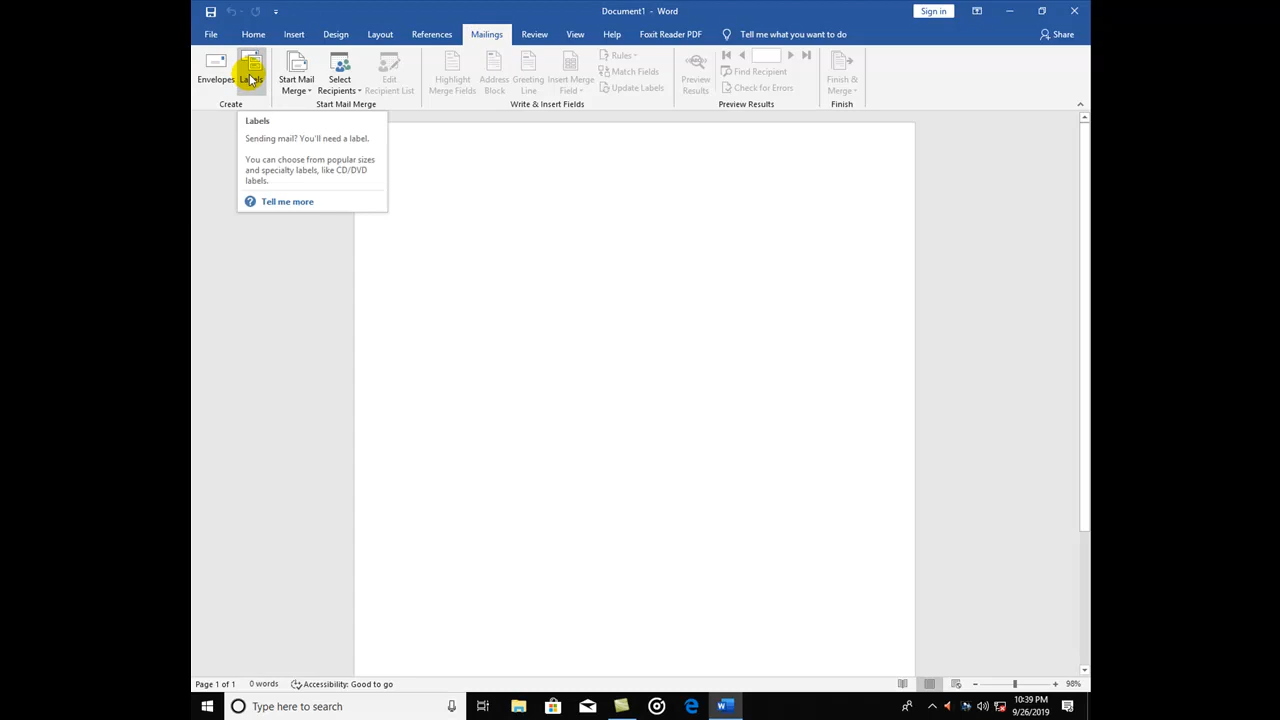 Document1 - Word
Sign in
File Home Insert Design Layout References Mailings Review View Help Foxit Reader PDF Tell me what you want to do Share
Envelopes
Labels
Create
Start Mail
Merge
Select
Recipients
Edit
Recipient List
Start Mail Merge
Highlight
Merge Fields
Address
Block
Greeting
Line
Insert Merge
Field
Rules
Match Fields
Update Labels
Write & Insert Fields
Preview
Results
Find Recipient
Check for Errors
Preview Results
Finish &
Merge
Finish
Labels
Sending mail? You'll need a label.
You can choose from popular sizes
and specialty labels, like CD/DVD
labels.
? Tell me more
Page 1 of 1 0 words Accessibility: Good to go 98%
Type here to search
10:39 PM
9/26/2019